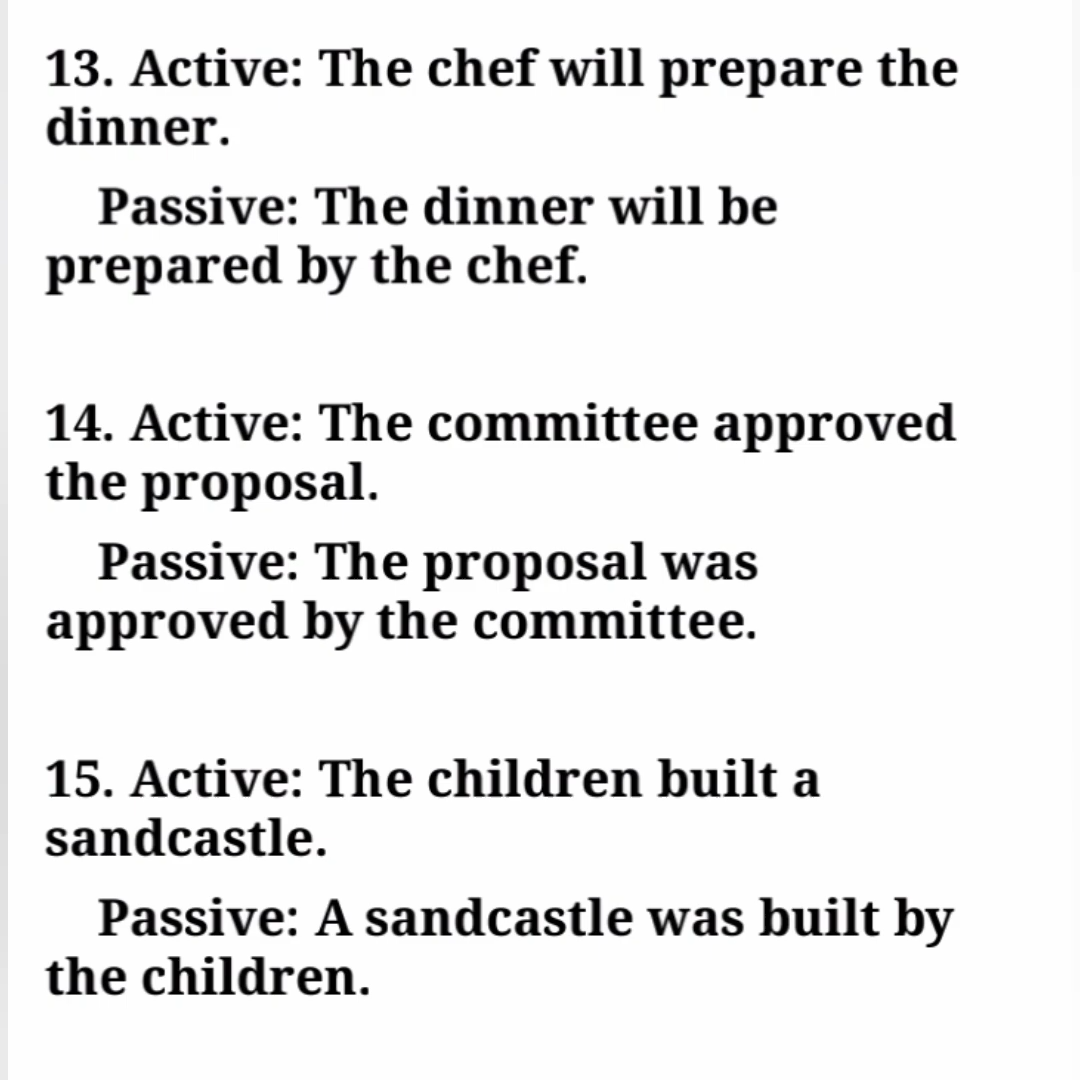 13. Active: The chef will prepare the
dinner.
Passive: The dinner will be
prepared by the chef.
14. Active: The committee approved
the proposal.
Passive: The proposal was
approved by the committee.
15. Active: The children built a
sandcastle.
Passive: A sandcastle was built by
the children.